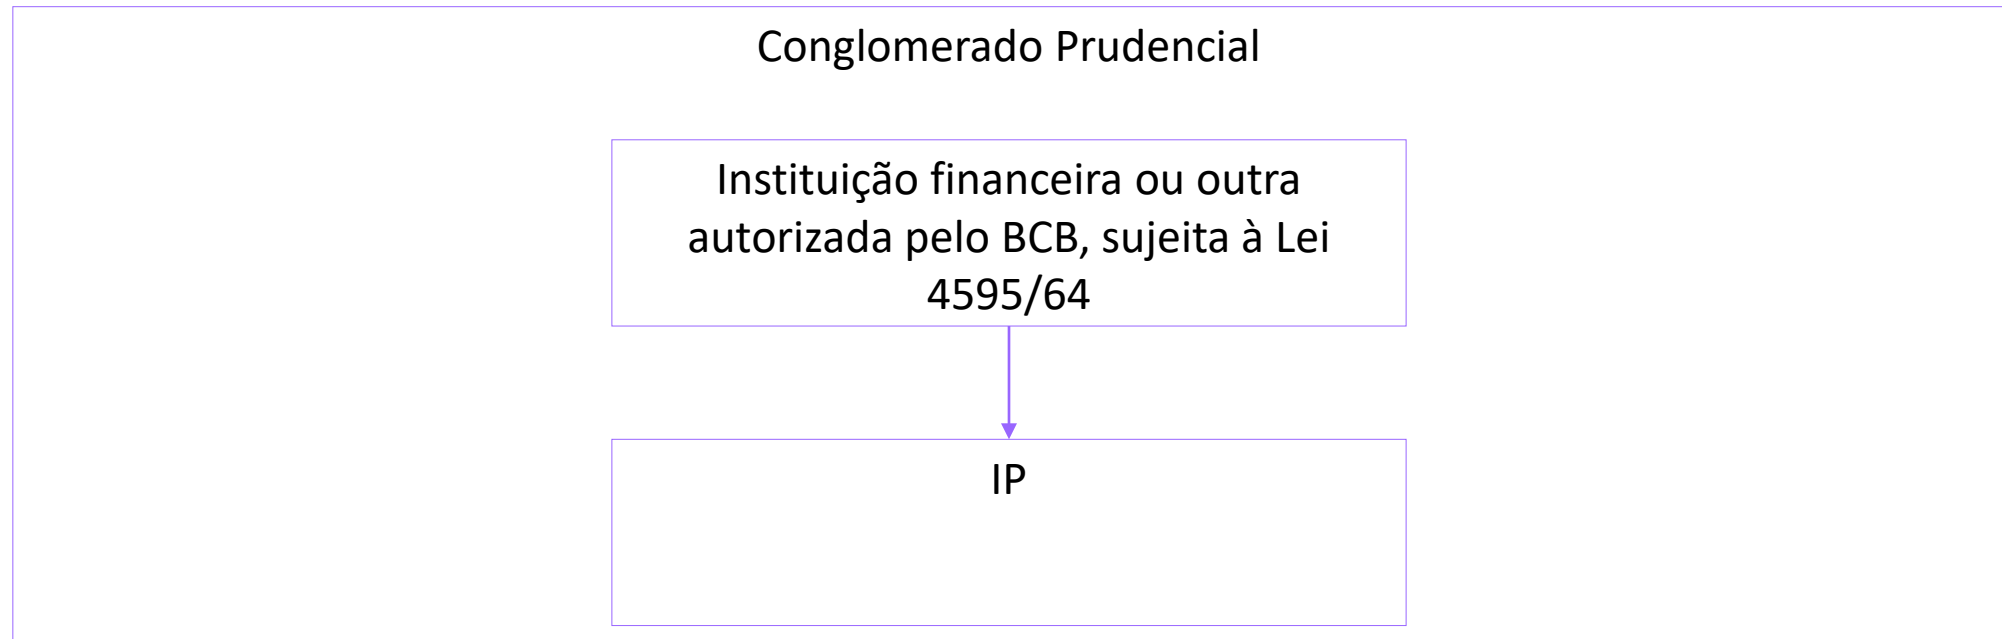 Conglomerado Prudencial
Instituição financeira ou outra
autorizada pelo BCB, sujeita à Lei
4595/64
IP